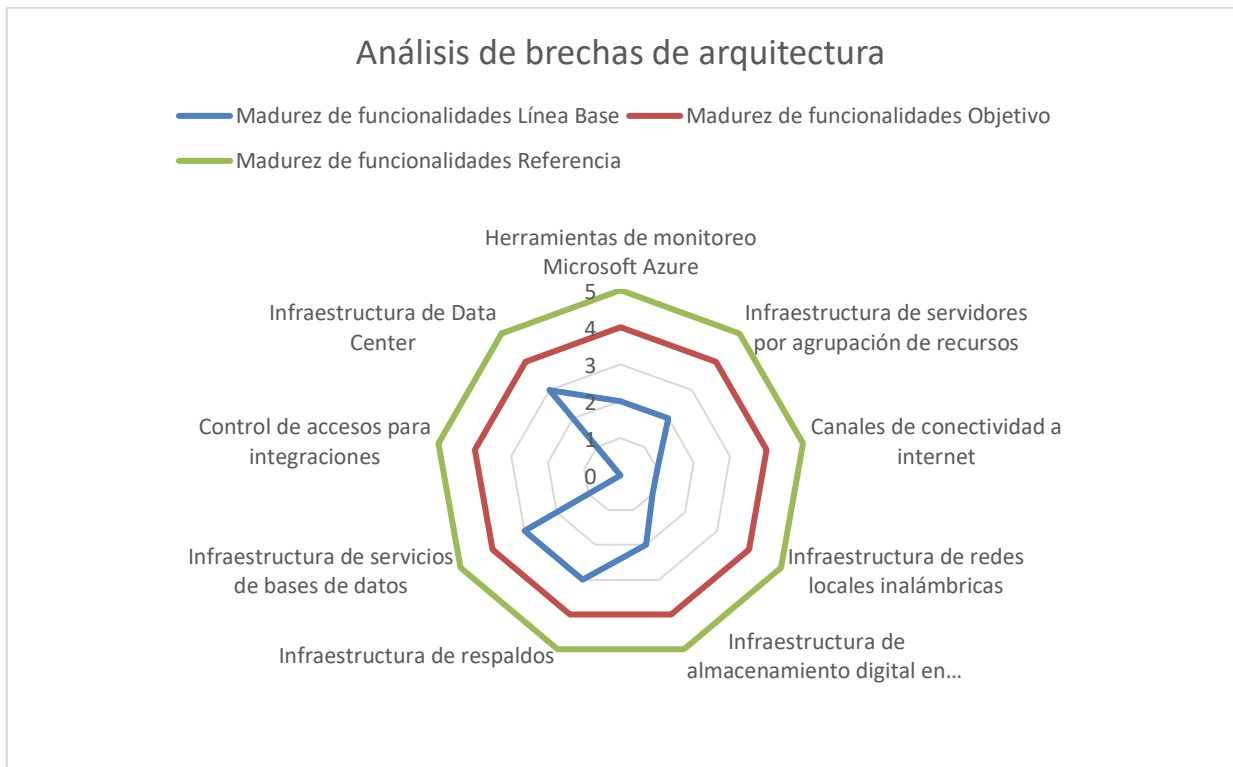 Análisis de brechas de arquitectura
Madurez de funcionalidades Línea Base
Madurez de funcionalidades Objetivo
Madurez de funcionalidades Referencia
Herramientas de monitoreo
Microsoft Azure
Infraestructura de servidores
por agrupación de recursos
Canales de conectividad a
internet
Infraestructura de redes
locales inalámbricas
Infraestructura de
almacenamiento digital en…
Infraestructura de respaldos
Infraestructura de servicios
de bases de datos
Control de accesos para
integraciones
Infraestructura de Data
Center
5
4
3
2
1
0